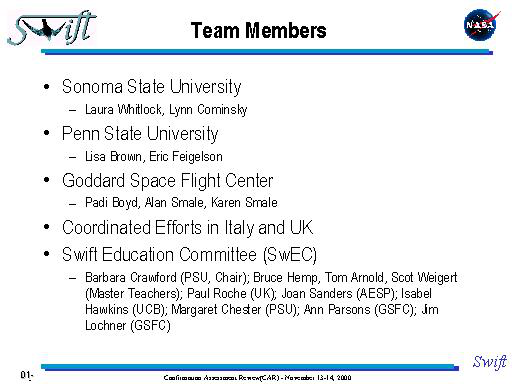 Swift
Team Members
NASA
• Sonoma State University
– Laura Whitlock, Lynn Cominsky
• Penn State University
– Lisa Brown, Eric Feigelson
• Goddard Space Flight Center
– Padi Boyd, Alan Smale, Karen Smale
• Coordinated Efforts in Italy and UK
• Swift Education Committee (SwEC)
– Barbara Crawford (PSU, Chair); Bruce Hemp, Tom Arnold, Scot Weigert
(Master Teachers); Paul Roche (UK); Joan Sanders (AESP); Isabel
Hawkins (UCB); Margaret Chester (PSU); Ann Parsons (GSFC); Jim
Lochner (GSFC)
Swift
01-
Confirmation Assessment Review(CAR) - November 13-14, 2000